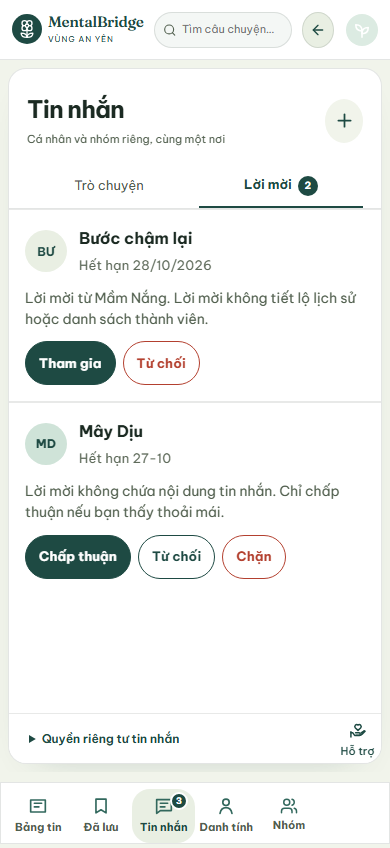 MentalBridge
VÙNG AN YÊN
Tìm câu chuyện...
Tin nhắn
Cá nhân và nhóm riêng, cùng một nơi
Trò chuyện
Lời mời 2
BƯ
Bước chậm lại
Hết hạn 28/10/2026
Lời mời từ Mầm Nắng. Lời mời không tiết lộ lịch sử
hoặc danh sách thành viên.
Tham gia
Từ chối
MD
Mây Dịu
Hết hạn 27-10
Lời mời không chứa nội dung tin nhắn. Chỉ chấp
thuận nếu bạn thấy thoải mái.
Chấp thuận
Từ chối
Chặn
Quyền riêng tư tin nhắn
Hỗ trợ
3
Bảng tin
Đã lưu
Tin nhắn
Danh tính
Nhóm